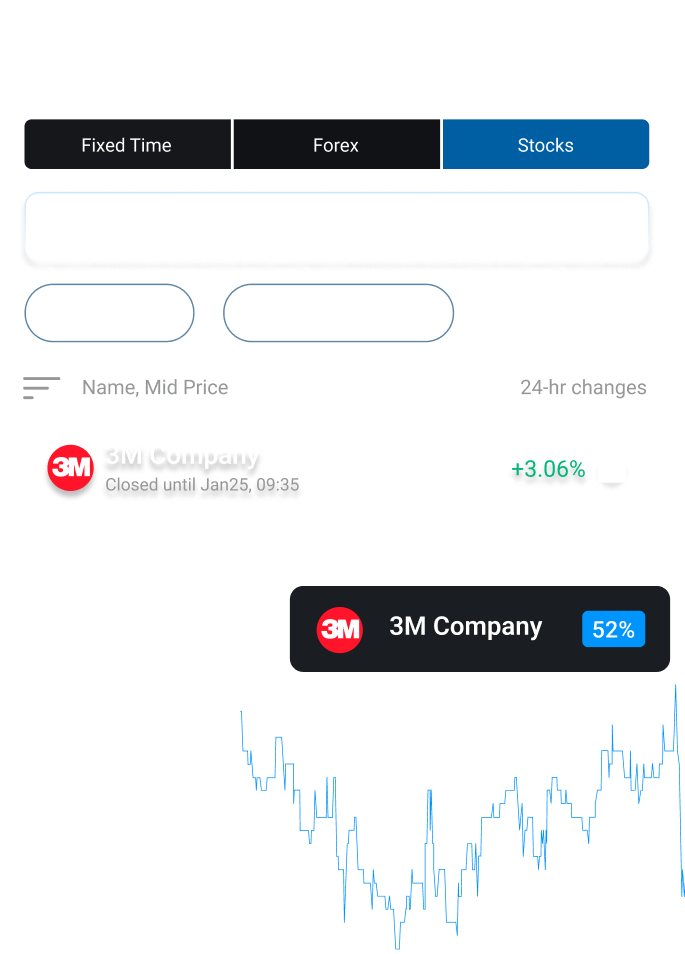 Fixed Time
Forex
Stocks
Name, Mid Price
24-hr changes
3M
3M Company
+3.06%
Closed until Jan25, 09:35
3M
3M Company
52%